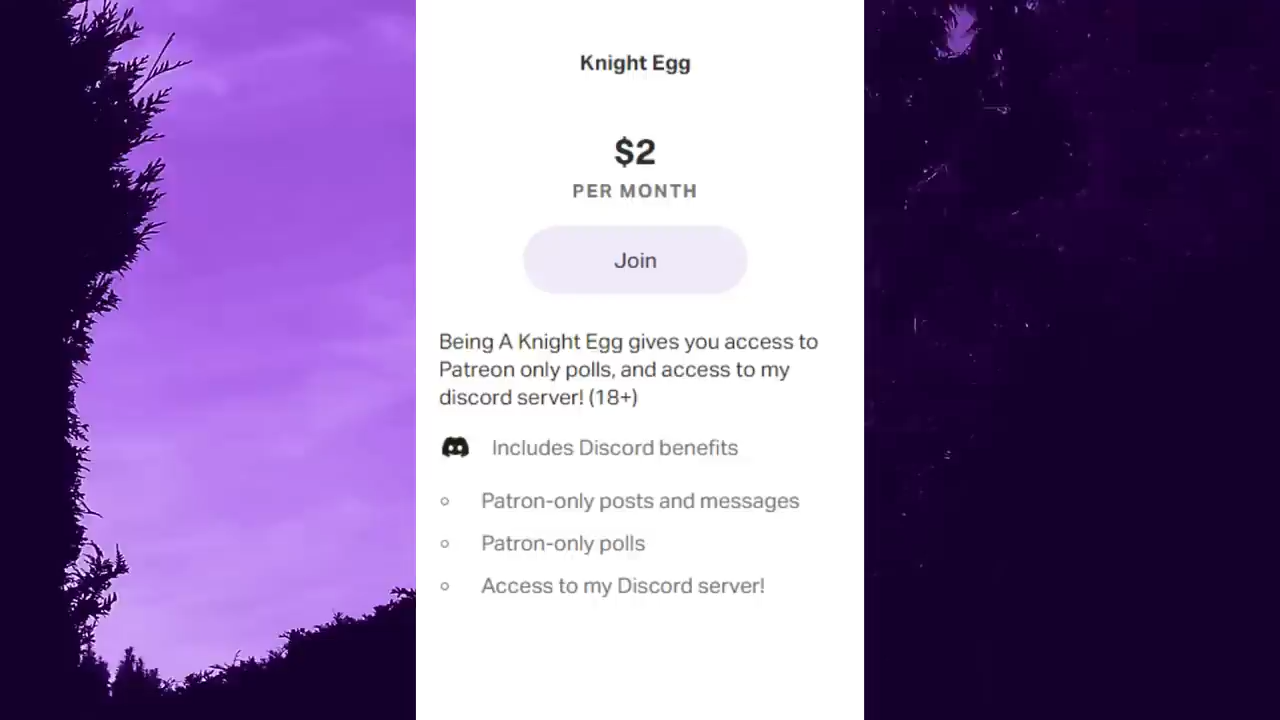 Knight Egg
$2
PER MONTH
Join
Being A Knight Egg gives you access to
Patreon only polls, and access to my
discord server! (18+)
Includes Discord benefits
Patron-only posts and messages
Patron-only polls
Access to my Discord server!